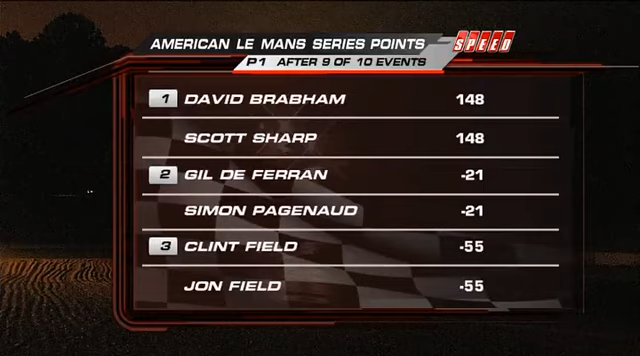 AMERICAN LE MANS SERIES POINTS SPEED
P1 AFTER 9 OF 10 EVENTS
1 DAVID BRABHAM 148
SCOTT SHARP 148
2 GIL DE FERRAN -21
SIMON PAGENAUD -21
3 CLINT FIELD -55
JON FIELD -55